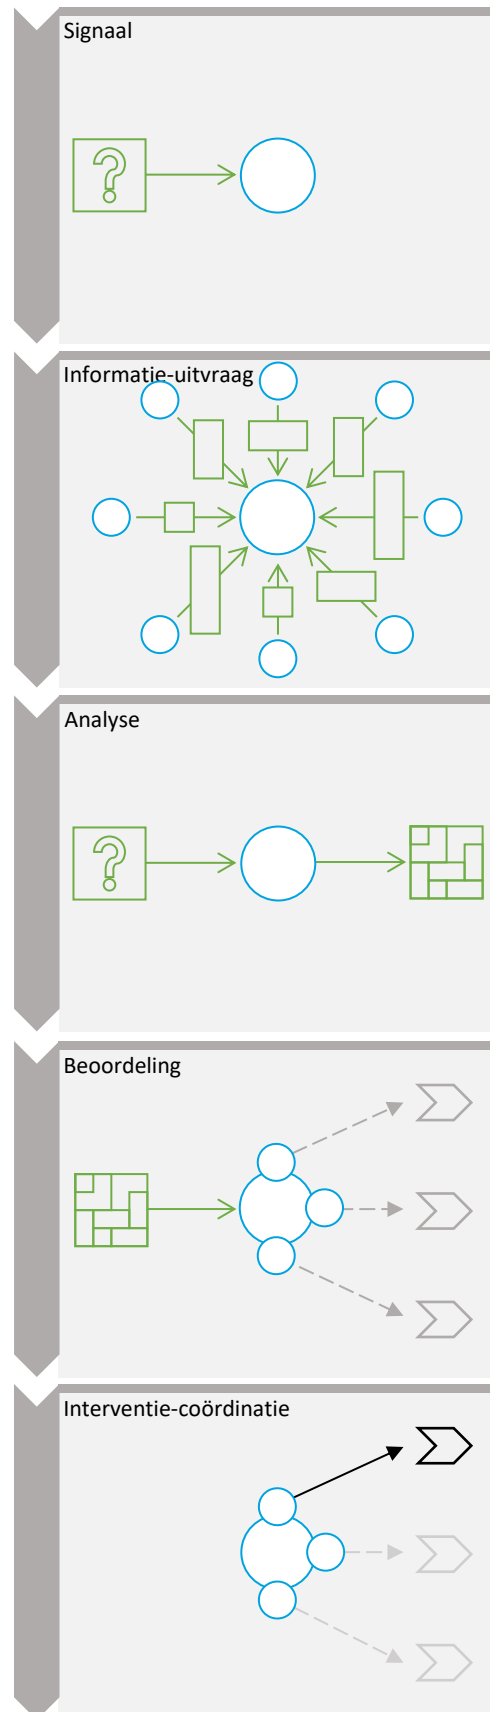 Signaal
?
Informatie-uitvraag
Analyse
?
Beoordeling
Interventie-coördinatie